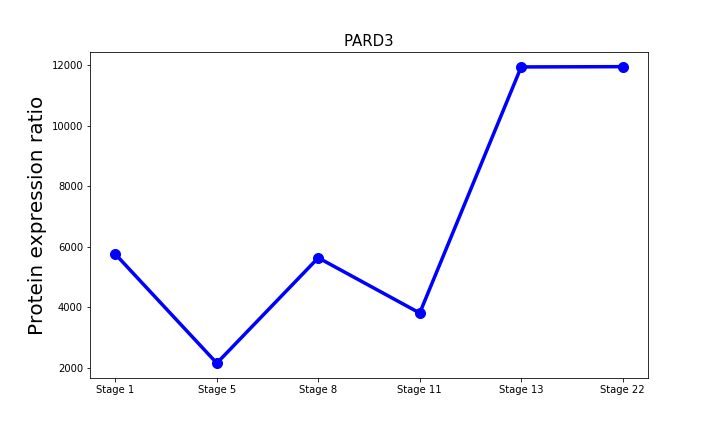 PARD3
Protein expression ratio
12000
10000
8000
6000
4000
2000
Stage 1 Stage 5 Stage 8 Stage 11 Stage 13 Stage 22